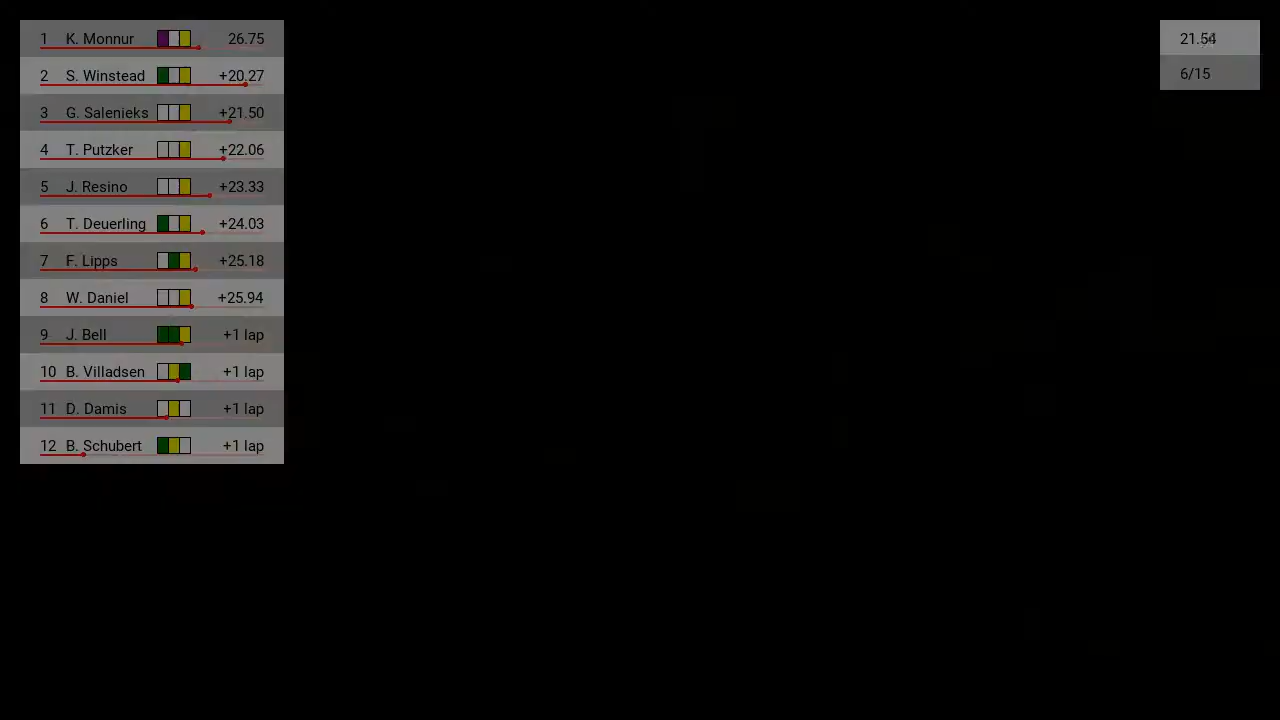 1 K. Monnur 26.75
2 S. Winstead +20.27
3 G. Salenieks +21.50
4 T. Putzker +22.06
5 J. Resino +23.33
6 T. Deuerling +24.03
7 F. Lipps +25.18
8 W. Daniel +25.94
9 J. Bell +1 lap
10 B. Villadsen +1 lap
11 D. Damis +1 lap
12 B. Schubert +1 lap
21.54
6/15